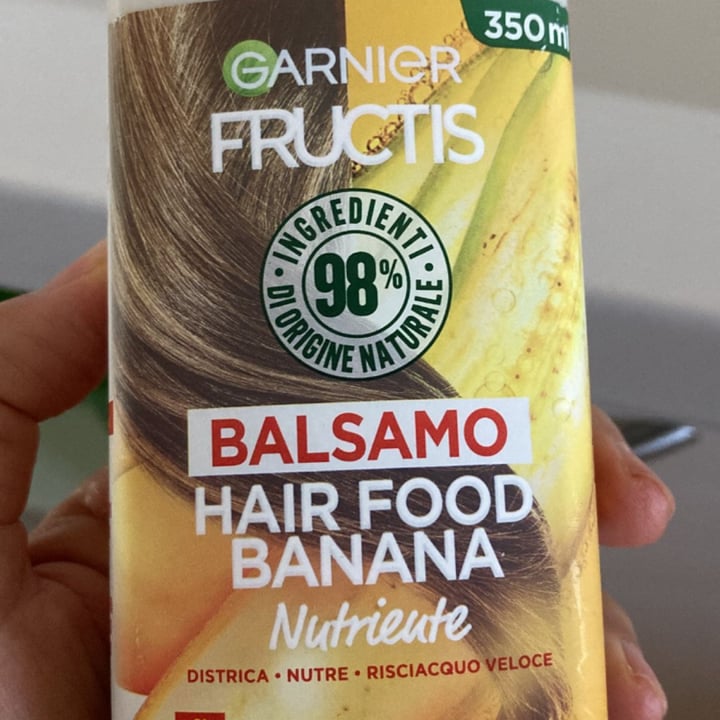 350 ml
GARNIER
FRUCTIS
INGREDIENTI
98%
DI ORIGINE NATURALE
BALSAMO
HAIR FOOD
BANANA
Nutriente
DISTRICA • NUTRE • RISCIACQUO VELOCE